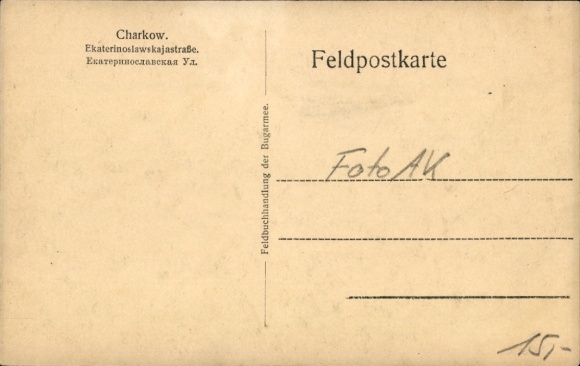 Charkow.
Ekaterinoslawskajastraße.
Екатеринославская Ул.
Feldbuchhandlung der Bugarmee.
Feldpostkarte
Foto AK
15,-